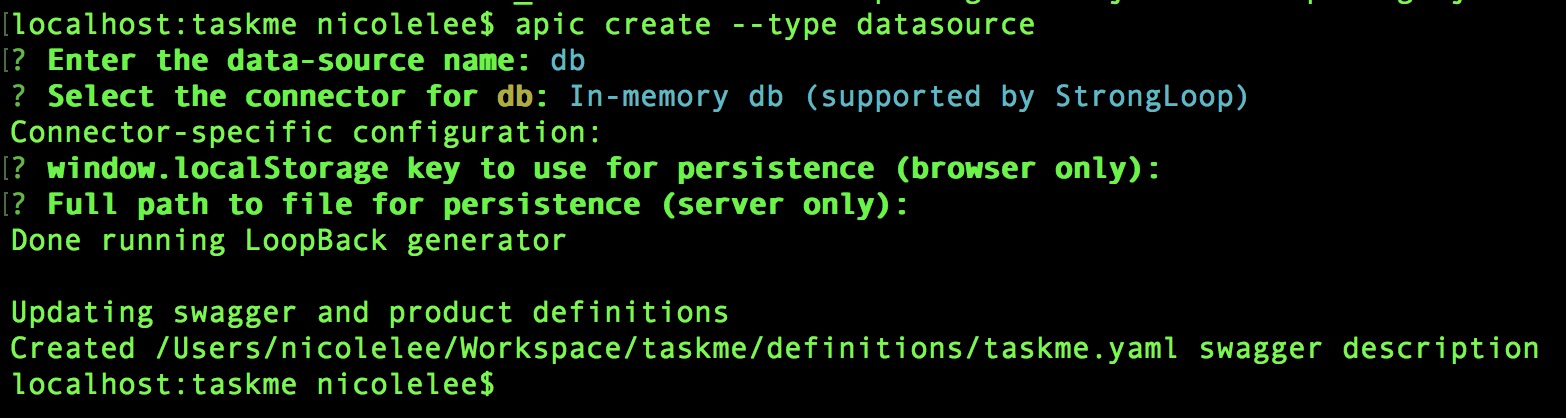 [localhost:taskme nicolelee$ apic create --type datasource
[? Enter the data-source name: db
? Select the connector for db: In-memory db (supported by StrongLoop)
Connector-specific configuration:
[? window.localStorage key to use for persistence (browser only):
[? Full path to file for persistence (server only):
Done running LoopBack generator
Updating swagger and product definitions
Created /Users/nicolelee/Workspace/taskme/definitions/taskme.yaml swagger description
localhost:taskme nicolelee$